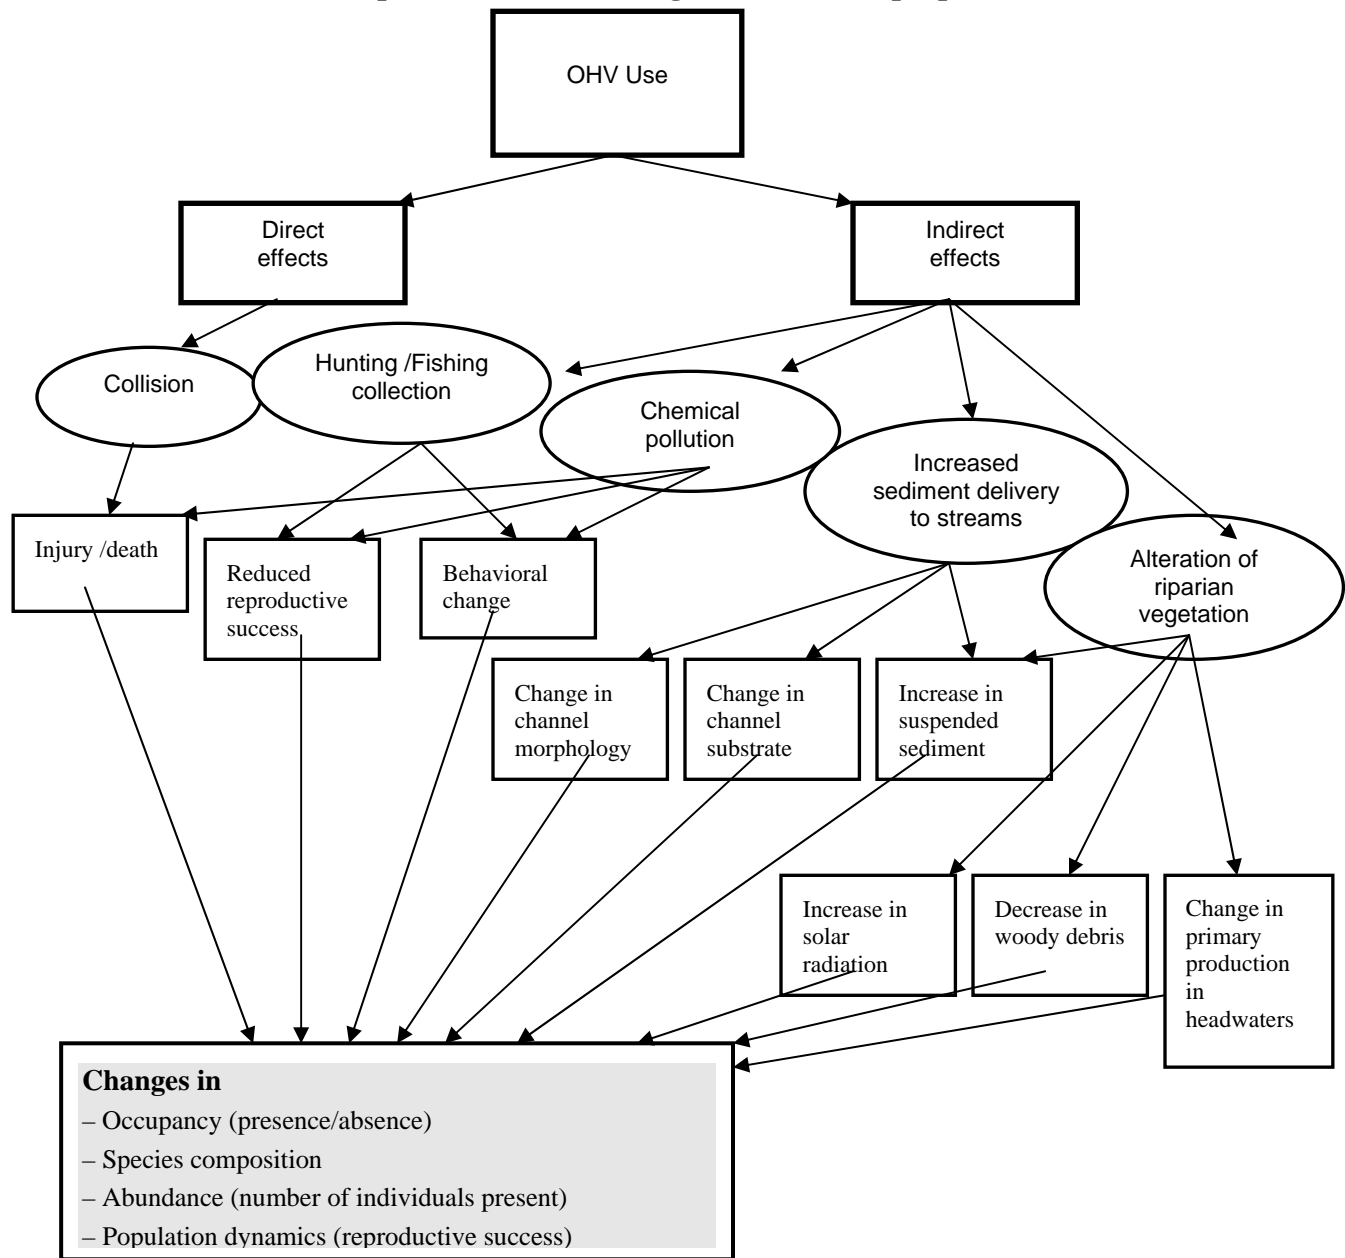 OHV Use
Direct
effects
Indirect
effects
Collision
Hunting /Fishing
collection
Chemical
pollution
Increased
sediment delivery
to streams
Alteration of
riparian
vegetation
Injury /death
Reduced
reproductive
success
Behavioral
change
Change in
channel
morphology
Change in
channel
substrate
Increase in
suspended
sediment
Increase in
solar
radiation
Decrease in
woody debris
Change in
primary
production
in
headwaters
Changes in
– Occupancy (presence/absence)
– Species composition
– Abundance (number of individuals present)
– Population dynamics (reproductive success)